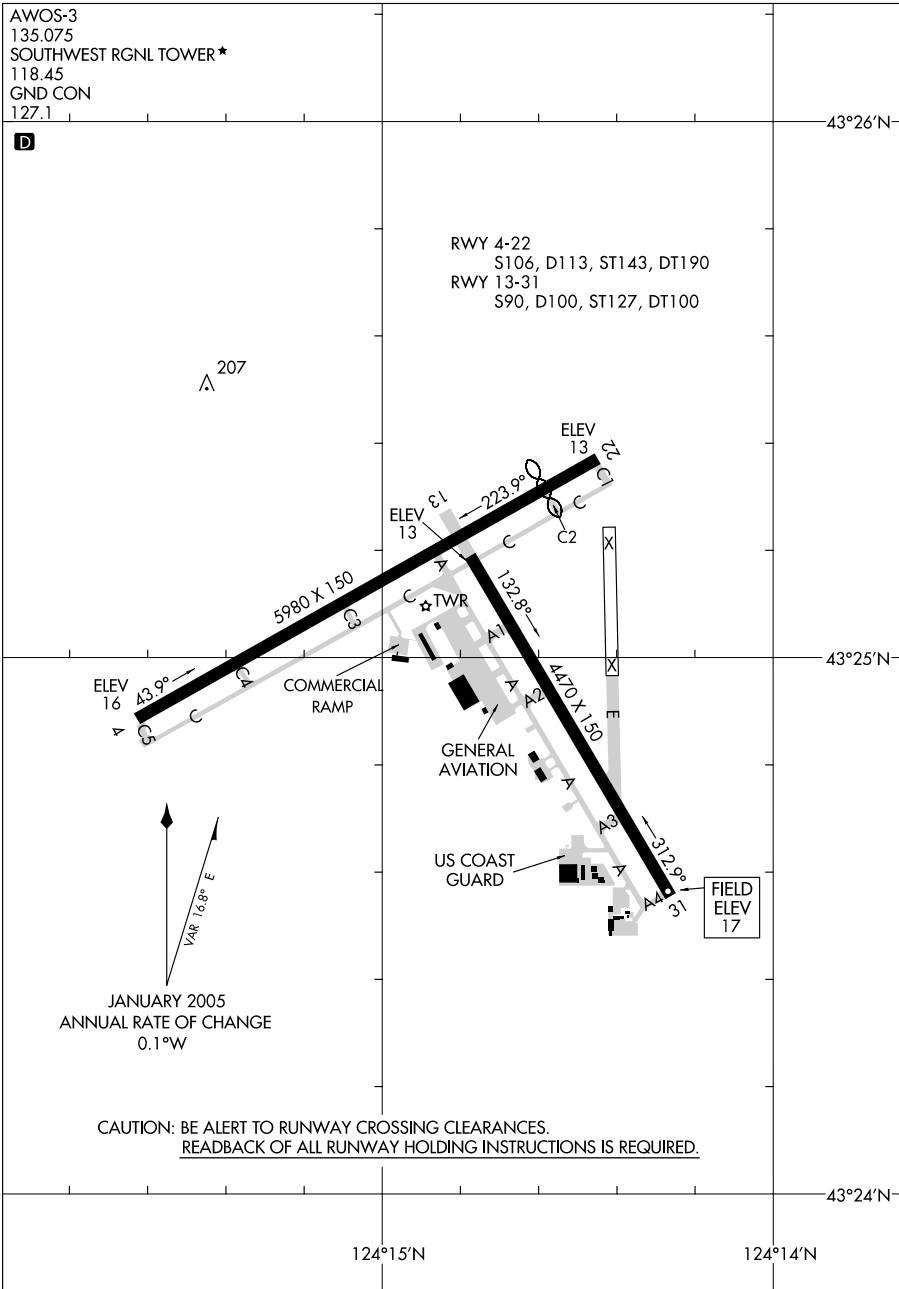 AWOS-3
135.075
SOUTHWEST RGNL TOWER★
118.45
GND CON
127.1
D
43°26'N
RWY 4-22
S106, D113, ST143, DT190
RWY 13-31
S90, D100, ST127, DT100
207
ELEV
13
22
C1
223.9°
13
C
C2
ELEV
13
C
X
A
132.8°
5980 X 150
C
TWR
C3
A1
X
43°25'N
COMMERCIAL
RAMP
C4
43.9°
ELEV
16
4
C5
C
A
A2
4470 X 150
E
GENERAL
AVIATION
A
A3
312.9°
US COAST
GUARD
A
A4
31
FIELD
ELEV
17
VAR 16.8° E
JANUARY 2005
ANNUAL RATE OF CHANGE
0.1°W
CAUTION: BE ALERT TO RUNWAY CROSSING CLEARANCES.
READBACK OF ALL RUNWAY HOLDING INSTRUCTIONS IS REQUIRED.
43°24'N
124°15'N
124°14'N